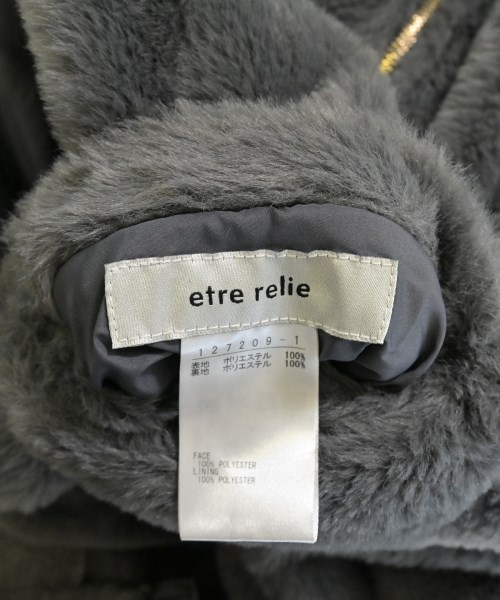 etre relie
127209-1
表地 ポリエステル 100%
裏地 ポリエステル 100%
FACE
100% POLYESTER
LINING
100% POLYESTER